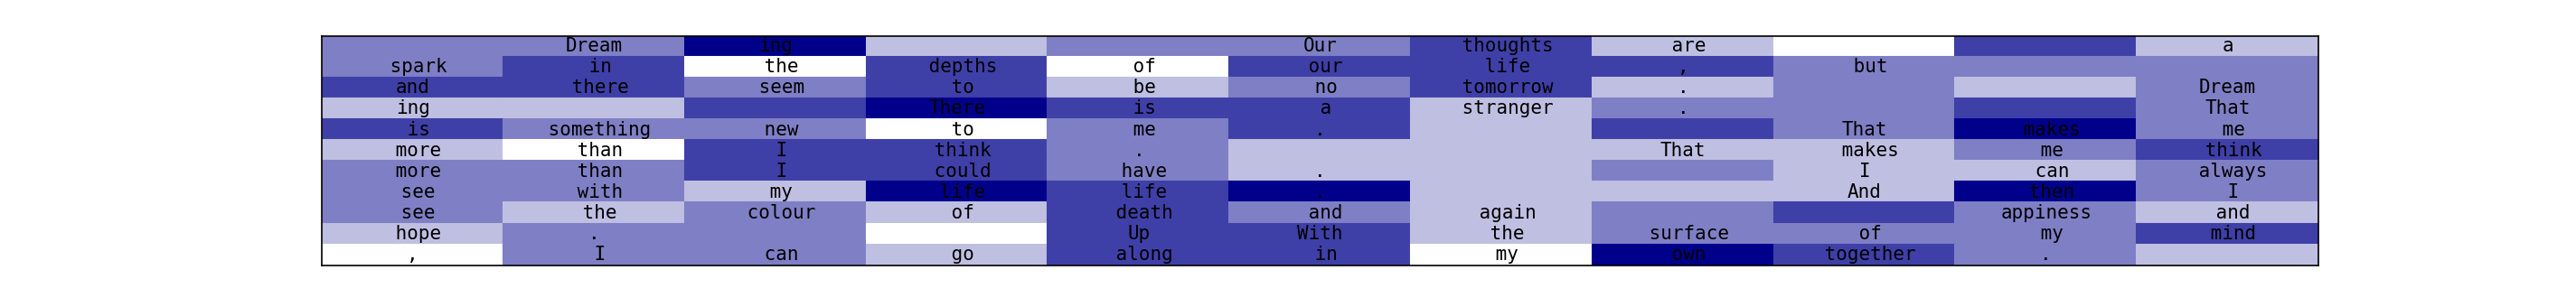 Dream ing Our thoughts are a
spark in the depths of our life , but
and there seem to be no tomorrow . Dream
ing There is a stranger . That
is something new to me . That makes me
more than I think . That makes me think
more than I could have . I can always
see with my life life . And then I
see the colour of death and again appiness and
hope . Up With the surface of my mind
, I can go along in my own together .